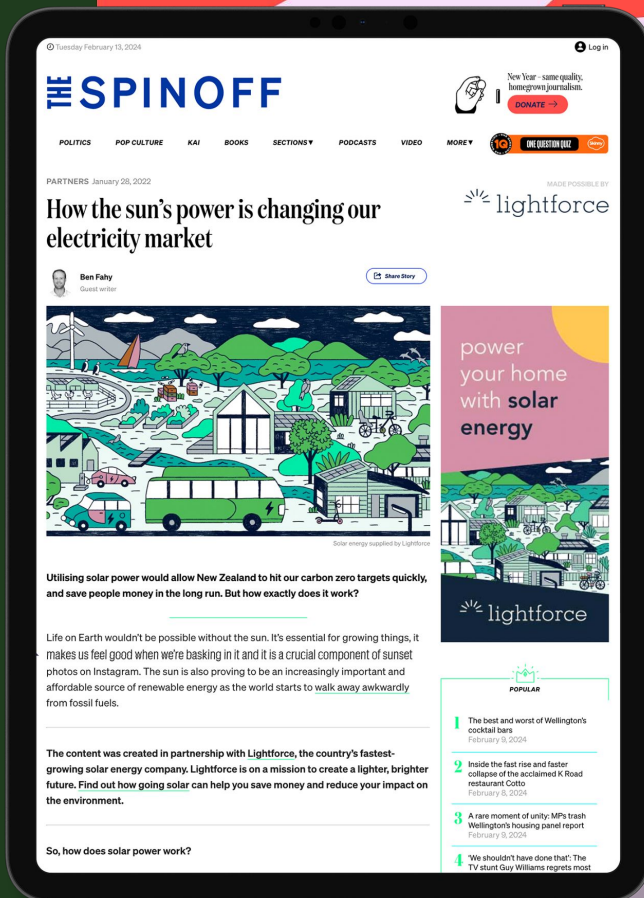 Tuesday February 13, 2024
Log in
THE SPINOFF
New Year – same quality,
homegrown journalism.
DONATE →
POLITICS POP CULTURE KAI BOOKS SECTIONS▼ PODCASTS VIDEO MORE▼
1Q ONE QUESTION QUIZ
PARTNERS January 28, 2022
MADE POSSIBLE BY
lightforce
How the sun's power is changing our
electricity market
Ben Fahy
Guest writer
Share Story
Solar energy supplied by Lightforce
Utilising solar power would allow New Zealand to hit our carbon zero targets quickly,
and save people money in the long run. But how exactly does it work?
Life on Earth wouldn't be possible without the sun. It's essential for growing things, it
makes us feel good when we're basking in it and it is a crucial component of sunset
photos on Instagram. The sun is also proving to be an increasingly important and
affordable source of renewable energy as the world starts to walk away awkwardly
from fossil fuels.
The content was created in partnership with Lightforce, the country's fastest-
growing solar energy company. Lightforce is on a mission to create a lighter, brighter
future. Find out how going solar can help you save money and reduce your impact on
the environment.
So, how does solar power work?
power
your home
with solar
energy
lightforce
POPULAR
1 The best and worst of Wellington's
cocktail bars
February 9, 2024
2 Inside the fast rise and faster
collapse of the acclaimed K Road
restaurant Cotto
February 8, 2024
3 A rare moment of unity: MPs trash
Wellington's housing panel report
February 9, 2024
4 'We shouldn't have done that': The
TV stunt Guy Williams regrets most